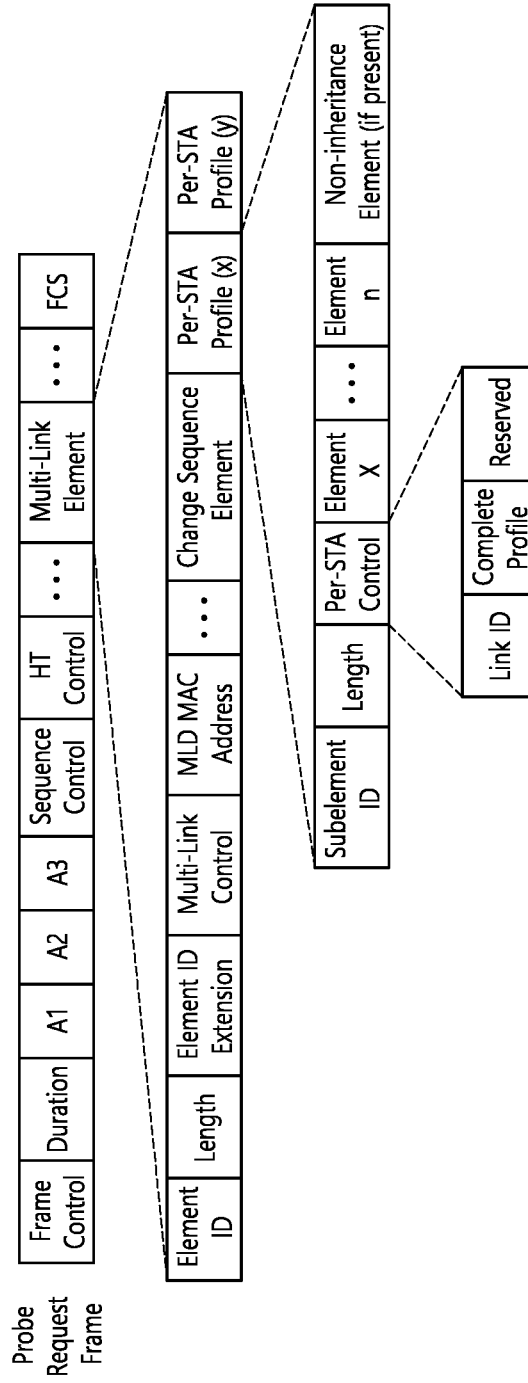 Probe
Request
Frame
Frame
Control
Duration
A1
A2
A3
Sequence
Control
HT
Control
• • •
Multi-Link
Element
• • •
FCS
Element
ID
Length
Element ID
Extension
Multi-Link
Control
MLD MAC
Address
• • •
Change Sequence
Element
Per-STA
Profile (x)
Per-STA
Profile (y)
Subelement
ID
Length
Per-STA
Control
Element
X
• • •
Element
n
Non-inheritance
Element (if present)
Link ID
Complete
Profile
Reserved